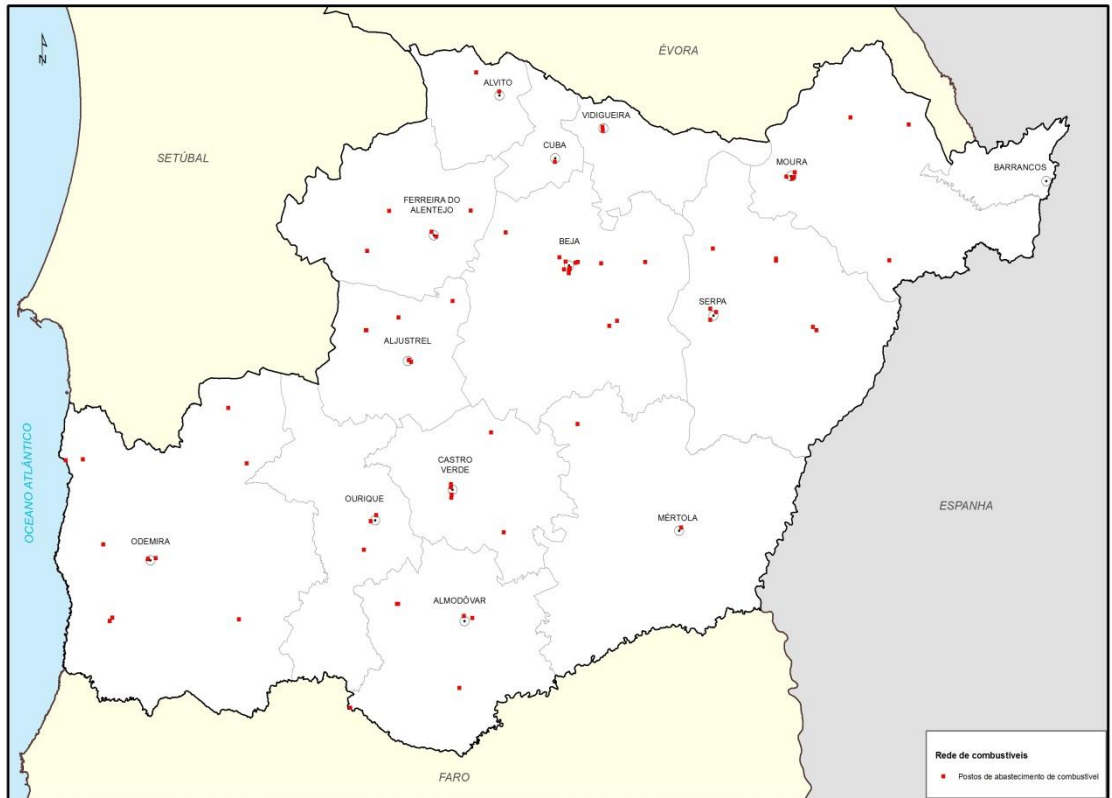 N
ÉVORA
ALVITO
VIDIGUEIRA
CUBA
SETÚBAL
MOURA
BARRANCOS
FERREIRA DO
ALENTEJO
BEJA
SERPA
ALJUSTREL
OCEANO ATLÂNTICO
CASTRO
VERDE
OURIQUE
ESPANHA
MÉRTOLA
ODEMIRA
ALMODÔVAR
FARO
Rede de combustíveis
Postos de abastecimento de combustível